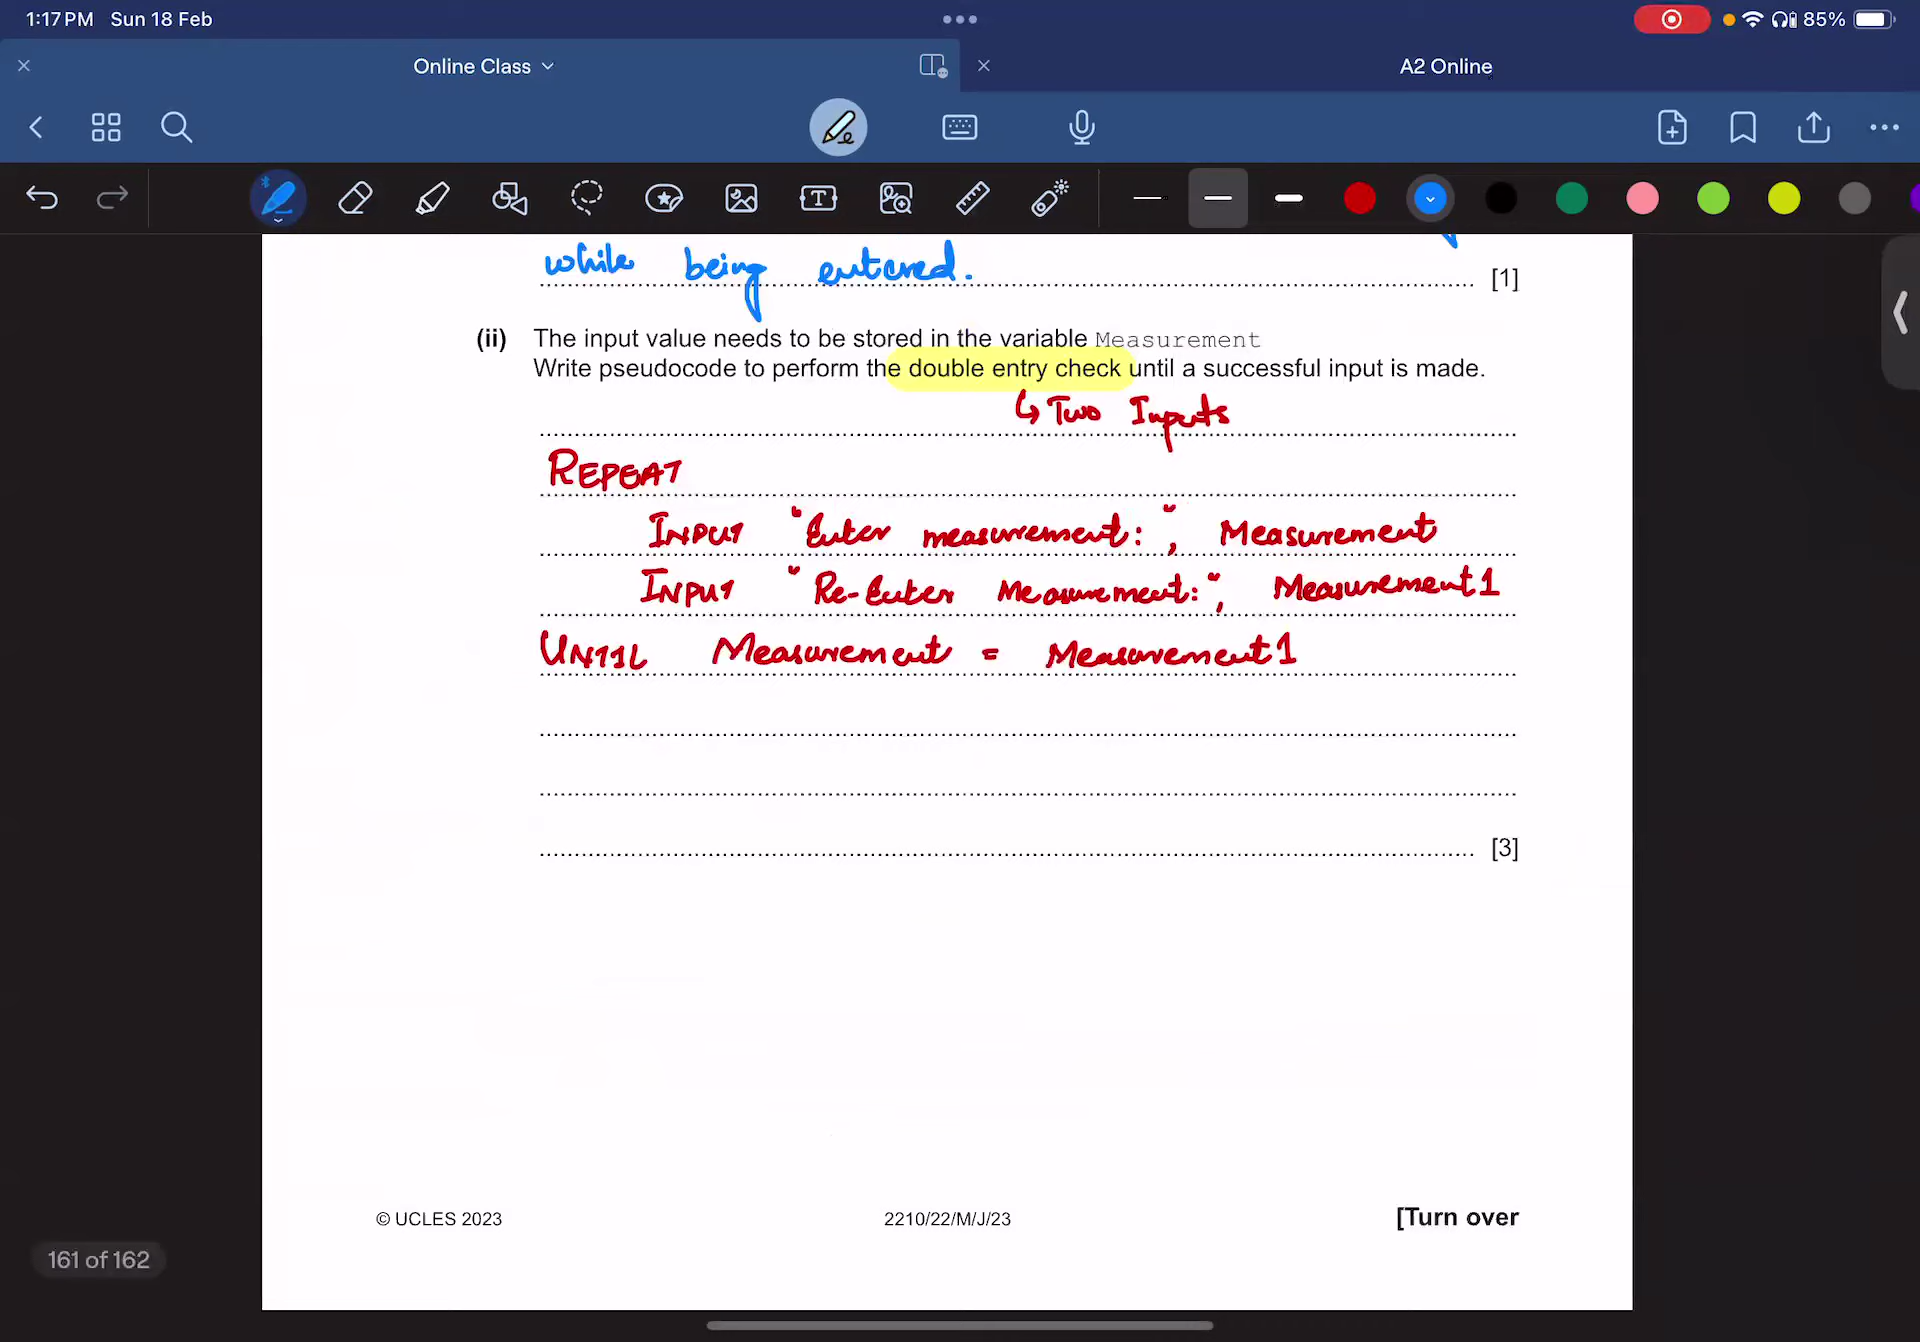 1:17 PM Sun 18 Feb
85%
Online Class
A2 Online
while being entered.
[1]
(ii) The input value needs to be stored in the variable Measurement
Write pseudocode to perform the double entry check until a successful input is made.
↳ Two Inputs
REPEAT
INPUT "Enter measurement:", Measurement
INPUT "Re-Enter Measurement:", Measurement1
UNTIL Measurement = Measurement1
[3]
© UCLES 2023
2210/22/M/J/23
[Turn over
161 of 162